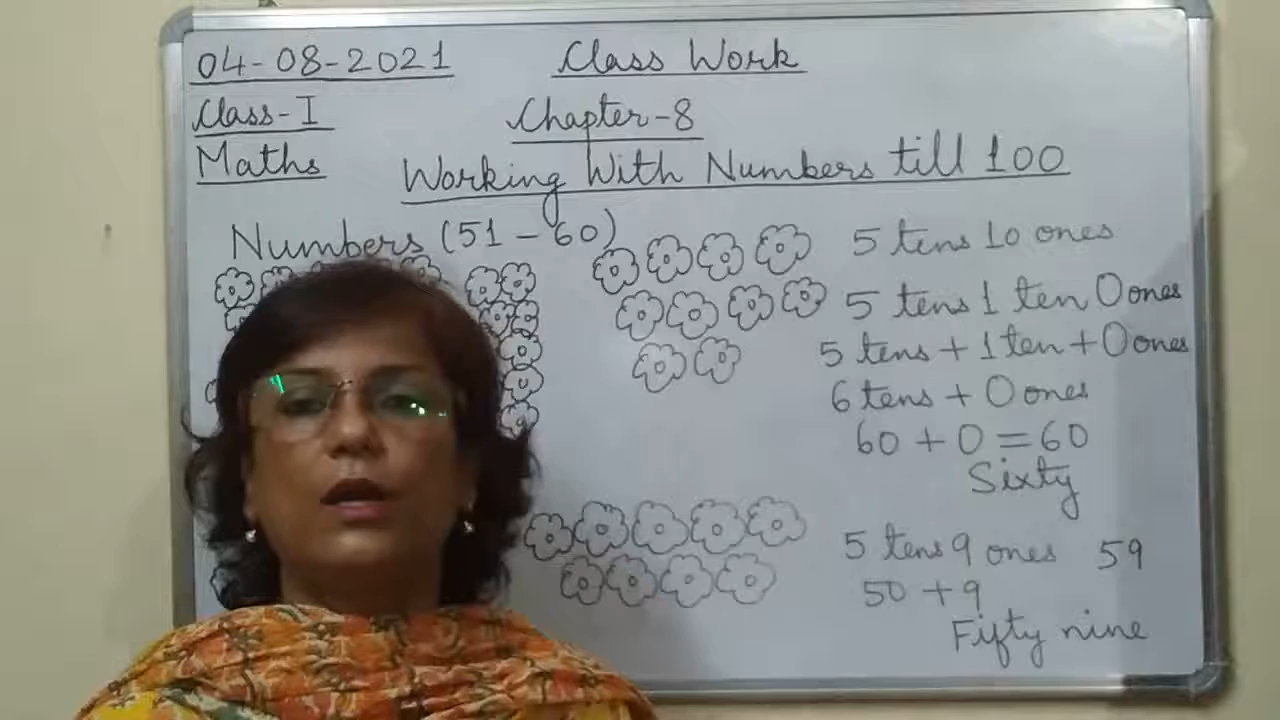 04-08-2021 Class Work
Class-I Chapter-8
Maths Working With Numbers till 100
Numbers (51-60)
5 tens 10 ones
5 tens 1 ten 0 ones
5 tens + 1 ten + 0 ones
6 tens + 0 ones
60 + 0 = 60
Sixty
5 tens 9 ones 59
50 + 9
Fifty nine